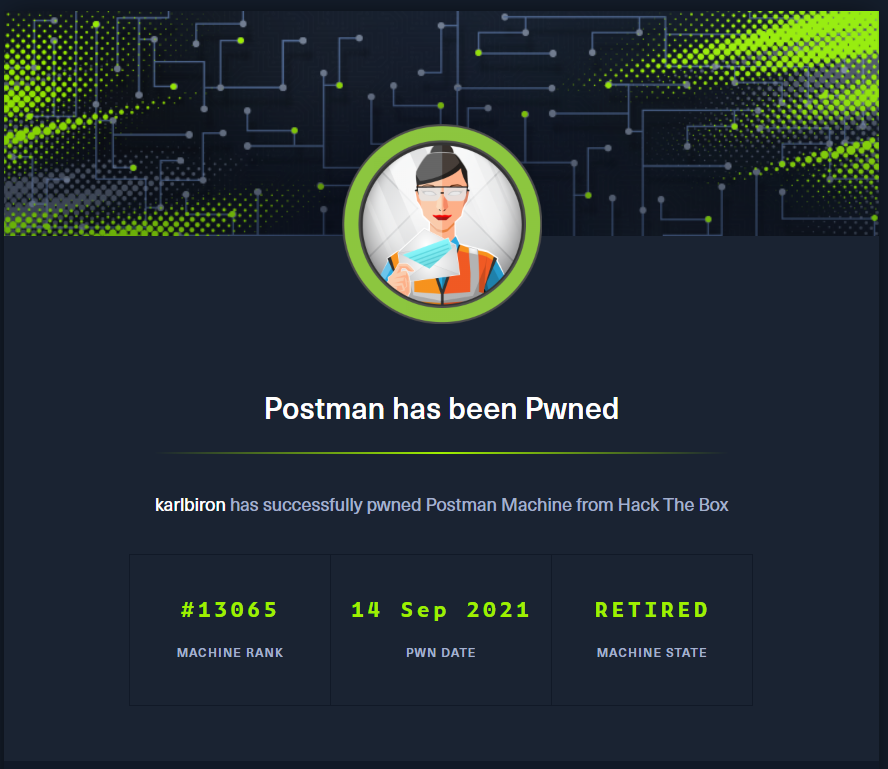 Postman has been Pwned
karlbiron has successfully pwned Postman Machine from Hack The Box
#13065
14 Sep 2021
RETIRED
MACHINE RANK
PWN DATE
MACHINE STATE